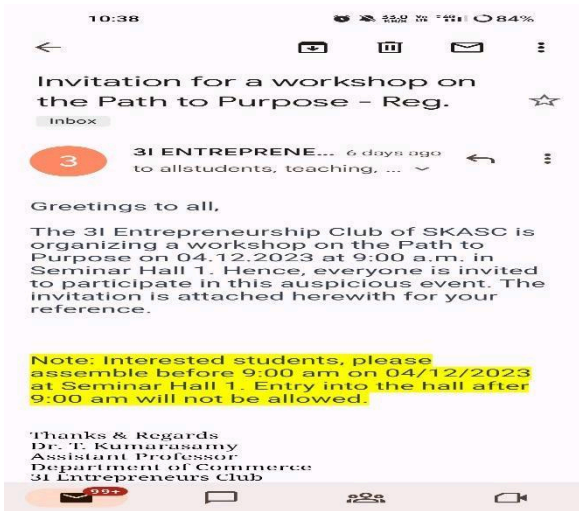 10:38
84%
Invitation for a workshop on
the Path to Purpose - Reg.
Inbox
3
3I ENTREPRENE... 6 days ago
to allstudents, teaching, ...
Greetings to all,
The 3I Entrepreneurship Club of SKASC is
organizing a workshop on the Path to
Purpose on 04.12.2023 at 9:00 a.m. in
Seminar Hall 1. Hence, everyone is invited
to participate in this auspicious event. The
invitation is attached herewith for your
reference.
Note: Interested students, please
assemble before 9:00 am on 04/12/2023
at Seminar Hall 1. Entry into the hall after
9:00 am will not be allowed.
Thanks & Regards
Dr. T. Kumarasamy
Assistant Professor
Department of Commerce
3I Entrepreneurs Club
99+